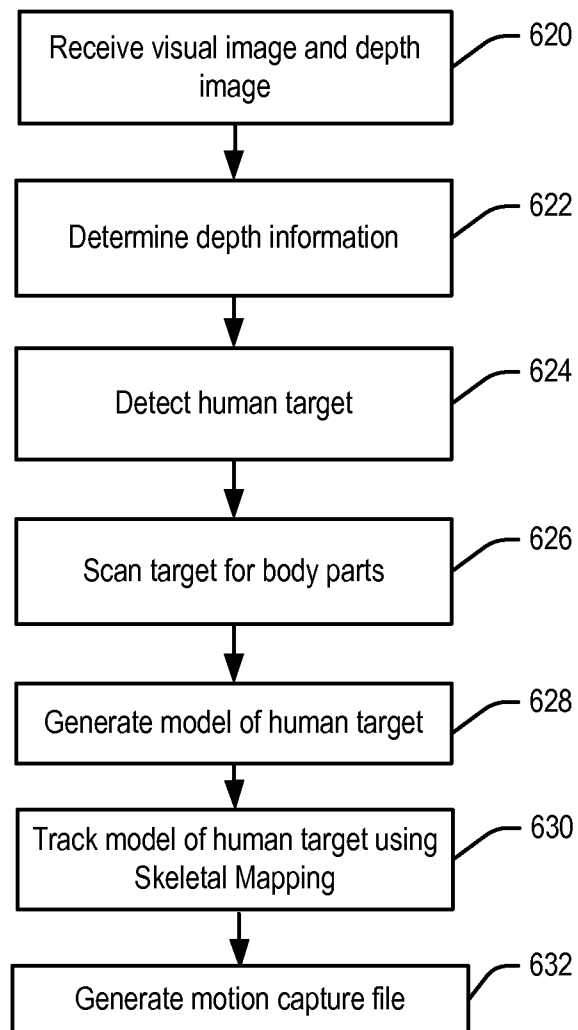 Receive visual image and depth
image
620
Determine depth information
622
Detect human target
624
Scan target for body parts
626
Generate model of human target
628
Track model of human target using
Skeletal Mapping
630
Generate motion capture file
632